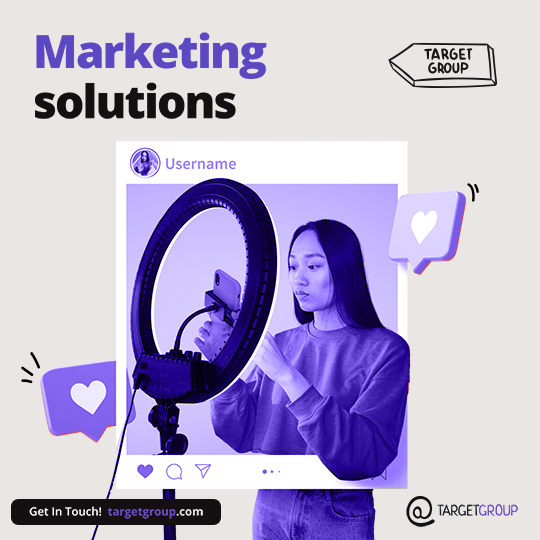 Marketing
solutions
TARGET
GROUP
Username
Get In Touch! targetgroup.com
@TARGETGROUP